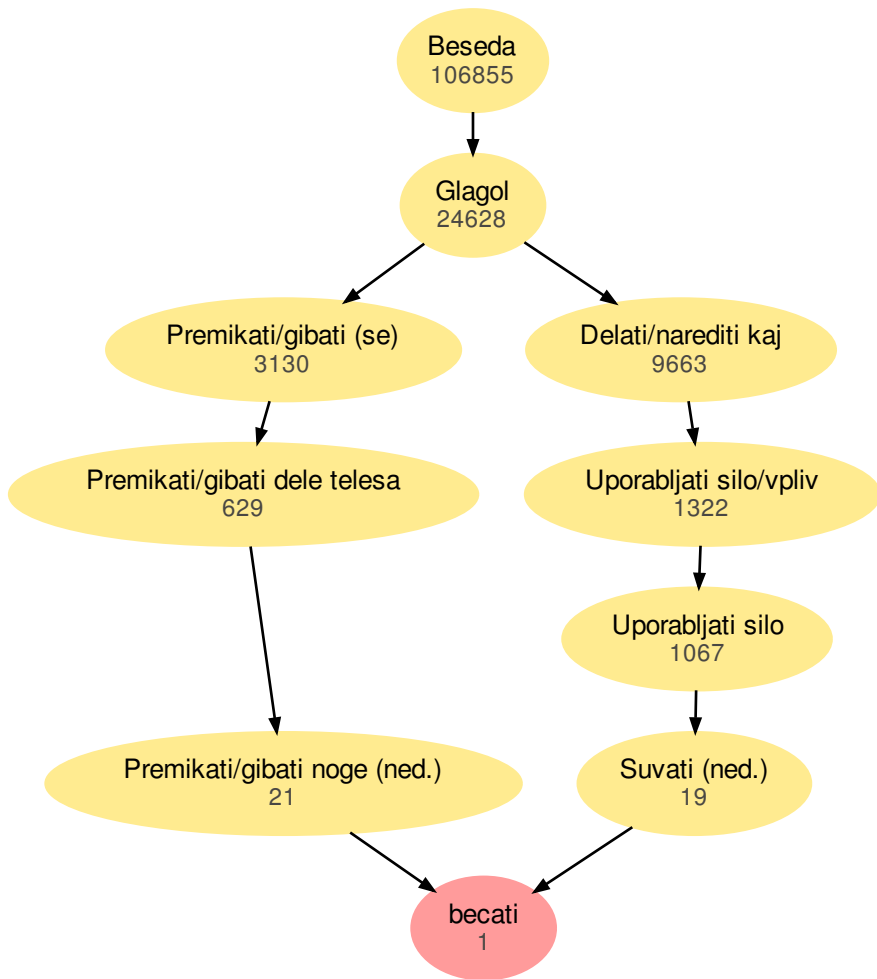 Beseda
106855
Glagol
24628
Premikati/gibati (se)
3130
Delati/narediti kaj
9663
Premikati/gibati dele telesa
629
Uporabljati silo/vpliv
1322
Uporabljati silo
1067
Premikati/gibati noge (ned.)
21
Suvati (ned.)
19
becati
1